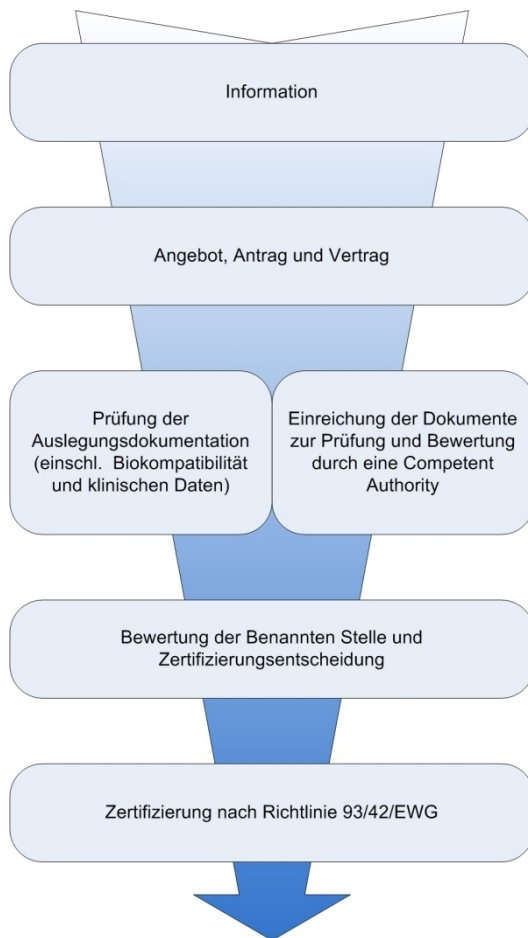 Information
Angebot, Antrag und Vertrag
Prüfung der
Auslegungsdokumentation
(einschl. Biokompatibilität
und klinischen Daten)
Einreichung der Dokumente
zur Prüfung und Bewertung
durch eine Competent
Authority
Bewertung der Benannten Stelle und
Zertifizierungsentscheidung
Zertifizierung nach Richtlinie 93/42/EWG